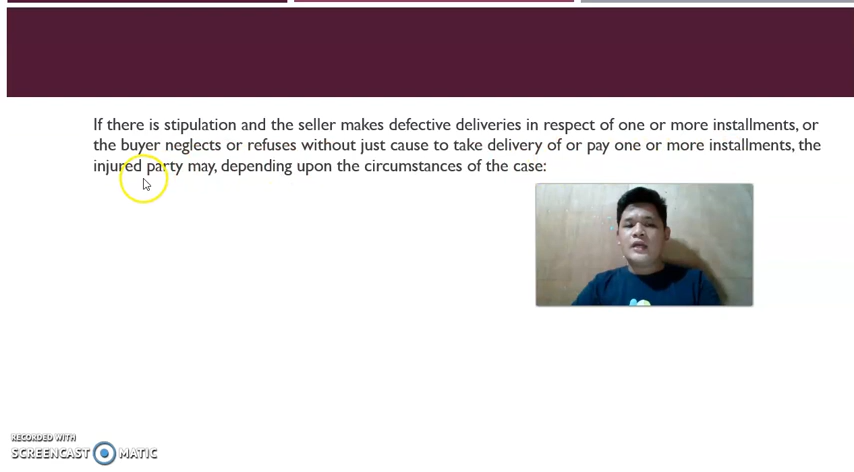 If there is stipulation and the seller makes defective deliveries in respect of one or more installments, or
the buyer neglects or refuses without just cause to take delivery of or pay one or more installments, the
injured party may, depending upon the circumstances of the case:
RECORDED WITH
SCREENCAST MATIC